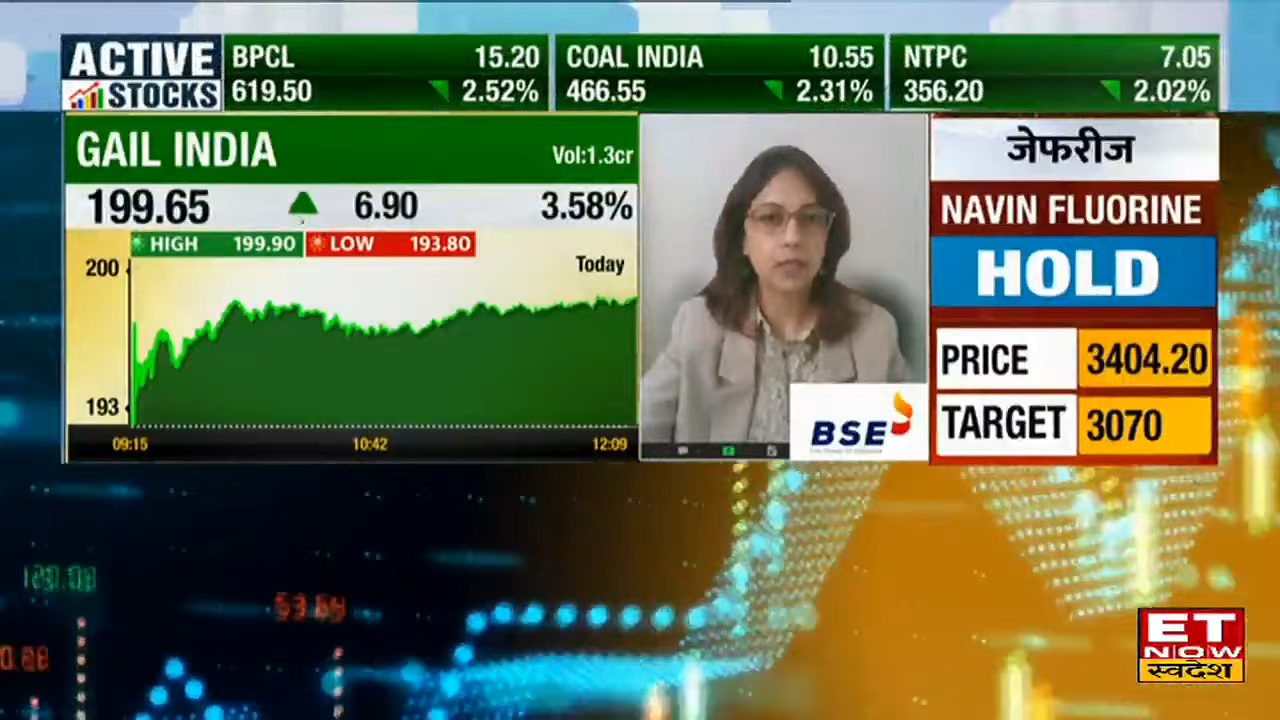 ACTIVE
STOCKS
BPCL 15.20
619.50 2.52%
COAL INDIA 10.55
466.55 2.31%
NTPC 7.05
356.20 2.02%
GAIL INDIA Vol:1.3cr
199.65 6.90 3.58%
HIGH 199.90 LOW 193.80
Today
200
193
09:15 10:42 12:09
BSE
जेफरीज
NAVIN FLUORINE
HOLD
PRICE 3404.20
TARGET 3070
ET
NOW
स्वदेश